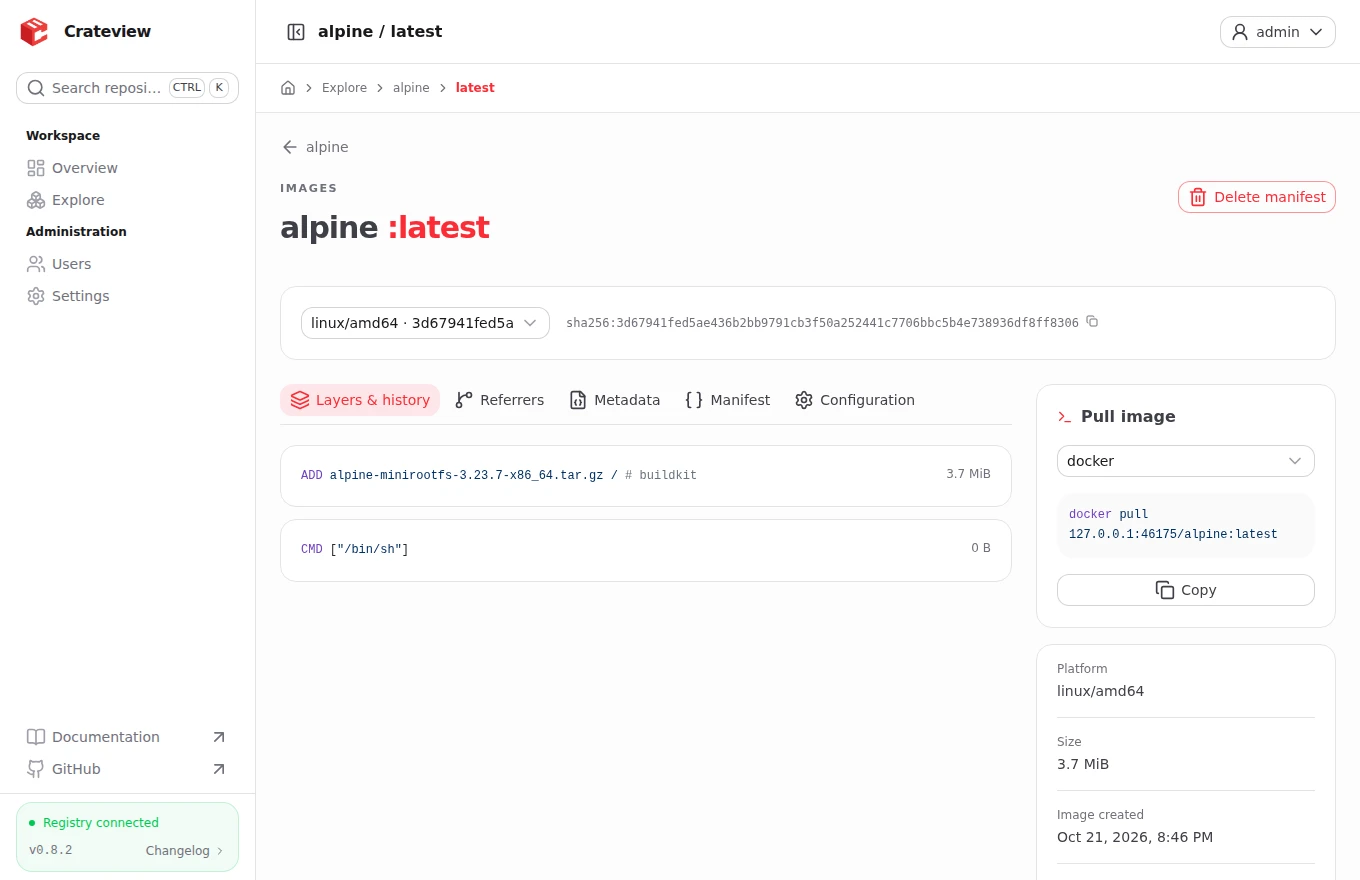 Crateview
Search reposi… CTRL K
Workspace
Overview
Explore
Administration
Users
Settings
Documentation
GitHub
Registry connected
v0.8.2 Changelog
alpine / latest
admin
Explore alpine latest
alpine
IMAGES
alpine :latest
Delete manifest
linux/amd64 · 3d67941fed5a
sha256:3d67941fed5ae436b2bb9791cb3f50a252441c7706bbc5b4e738936df8ff8306
Layers & history Referrers Metadata Manifest Configuration
ADD alpine-minirootfs-3.23.7-x86_64.tar.gz / # buildkit 3.7 MiB
CMD ["/bin/sh"] 0 B
Pull image
docker
docker pull
127.0.0.1:46175/alpine:latest
Copy
Platform
linux/amd64
Size
3.7 MiB
Image created
Oct 21, 2026, 8:46 PM